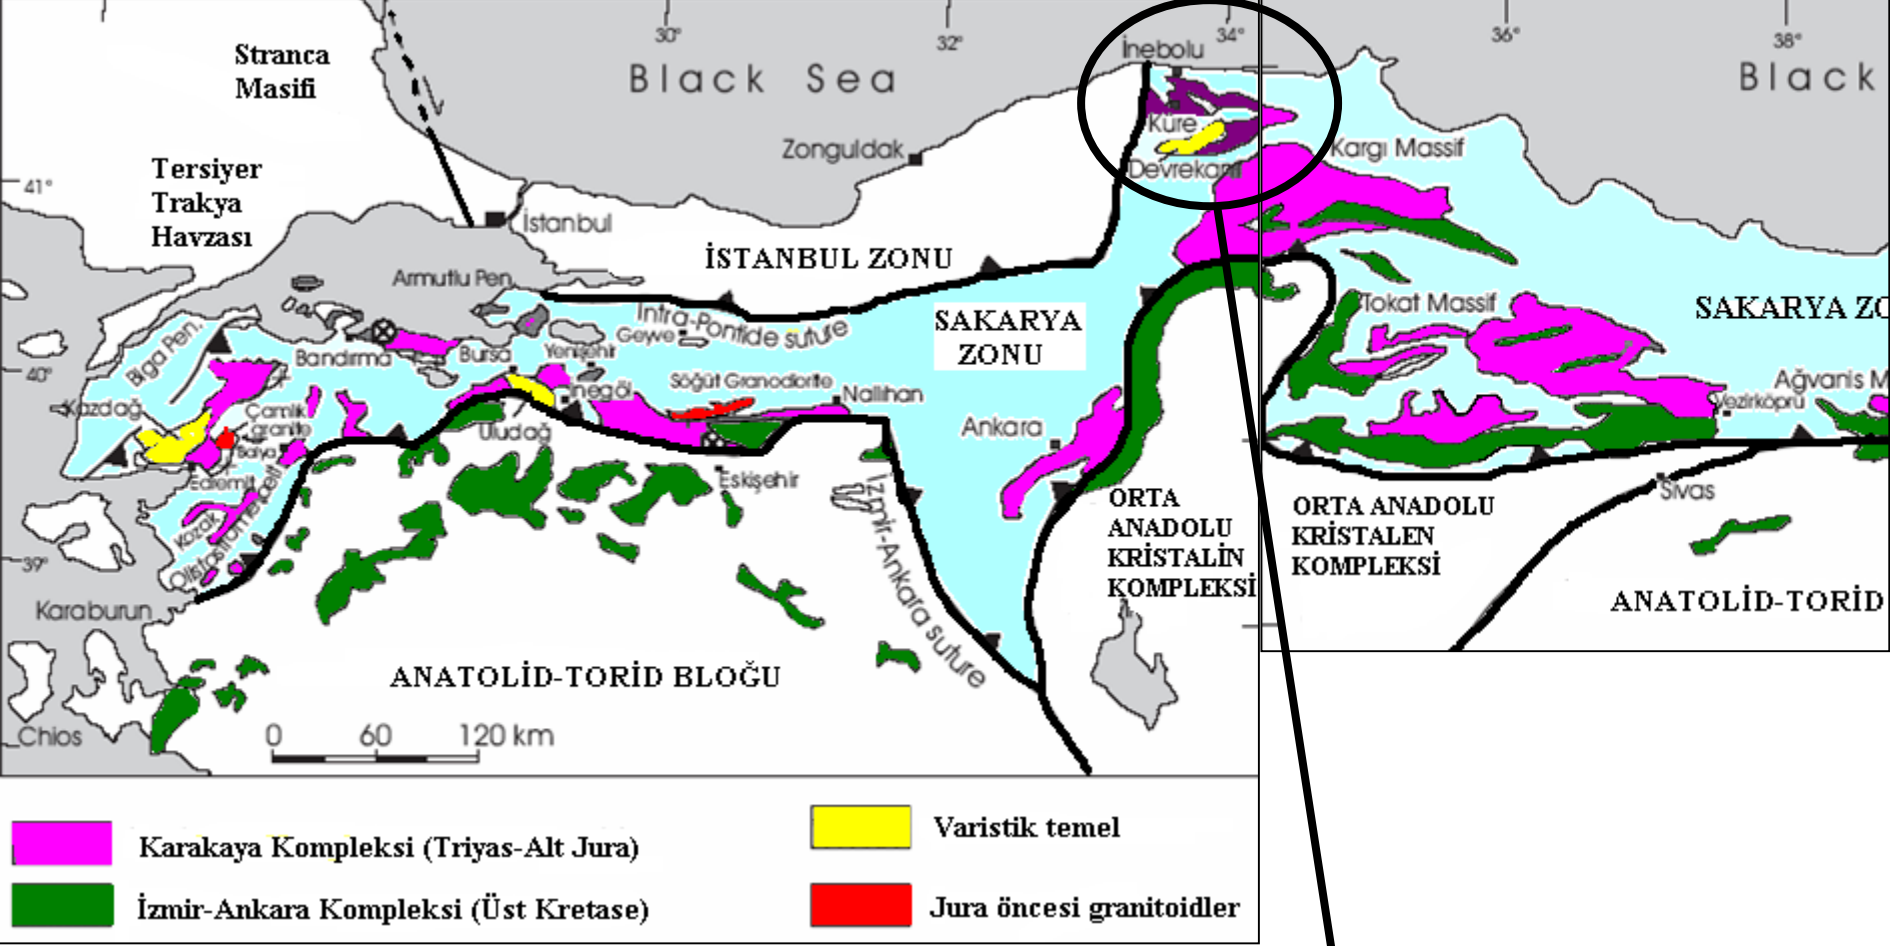 30°
32°
34°
36°
38°
Stranca
Masifi
Black Sea
İnebolu
Black
Küre
Zonguldak
Kargı Massif
Devrekani
Tersiyer
Trakya
Havzası
41°
İstanbul
İSTANBUL ZONU
Armutlu Pen.
Intra-Pontide suture
Tokat Massif
SAKARYA ZO
SAKARYA
ZONU
Biga Pen.
Geyve
Bandırma
Bursa
Yenişehir
40°
Söğüt Granodiorite
İnegöl
Nallıhan
Ağvanis M
Vezirköprü
Kazdağ
Çamlık
granite
Uludağ
Ankara
Balya
Edremit
Eskişehir
Sivas
Kozak
İzmir-Ankara suture
ORTA
ANADOLU
KRİSTALİN
KOMPLEKSİ
ORTA ANADOLU
KRİSTALEN
KOMPLEKSİ
39°
Karaburun
ANATOLİD-TORİD
ANATOLİD-TORİD BLOĞU
Chios
0 60 120 km
Karakaya Kompleksi (Triyas-Alt Jura)
Varistik temel
İzmir-Ankara Kompleksi (Üst Kretase)
Jura öncesi granitoidler